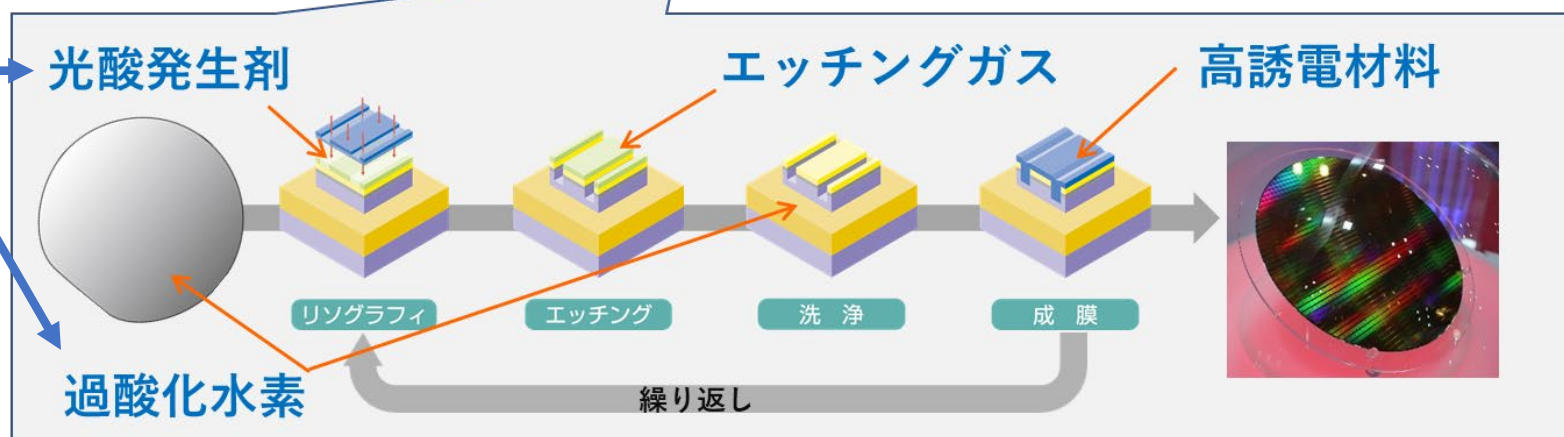 光酸発生剤
エッチングガス
高誘電材料
リソグラフィ
エッチング
洗 浄
成 膜
過酸化水素
繰り返し